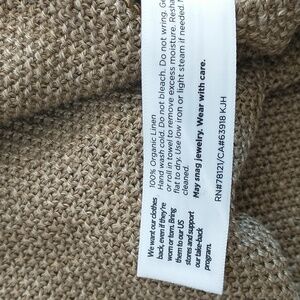 100% Organic Linen
Hand wash cold. Do not bleach. Do not wring.
or roll in towel to remove excess moisture. Resha
flat to dry. Use low iron or light steam if needed.
cleaned.
May snag jewelry. Wear with care.
RN#78121/CA#63918 KJH
We want our clothes
back, even if they're
worn or torn. Bring
them to our US
stores and support
our take-back
program.